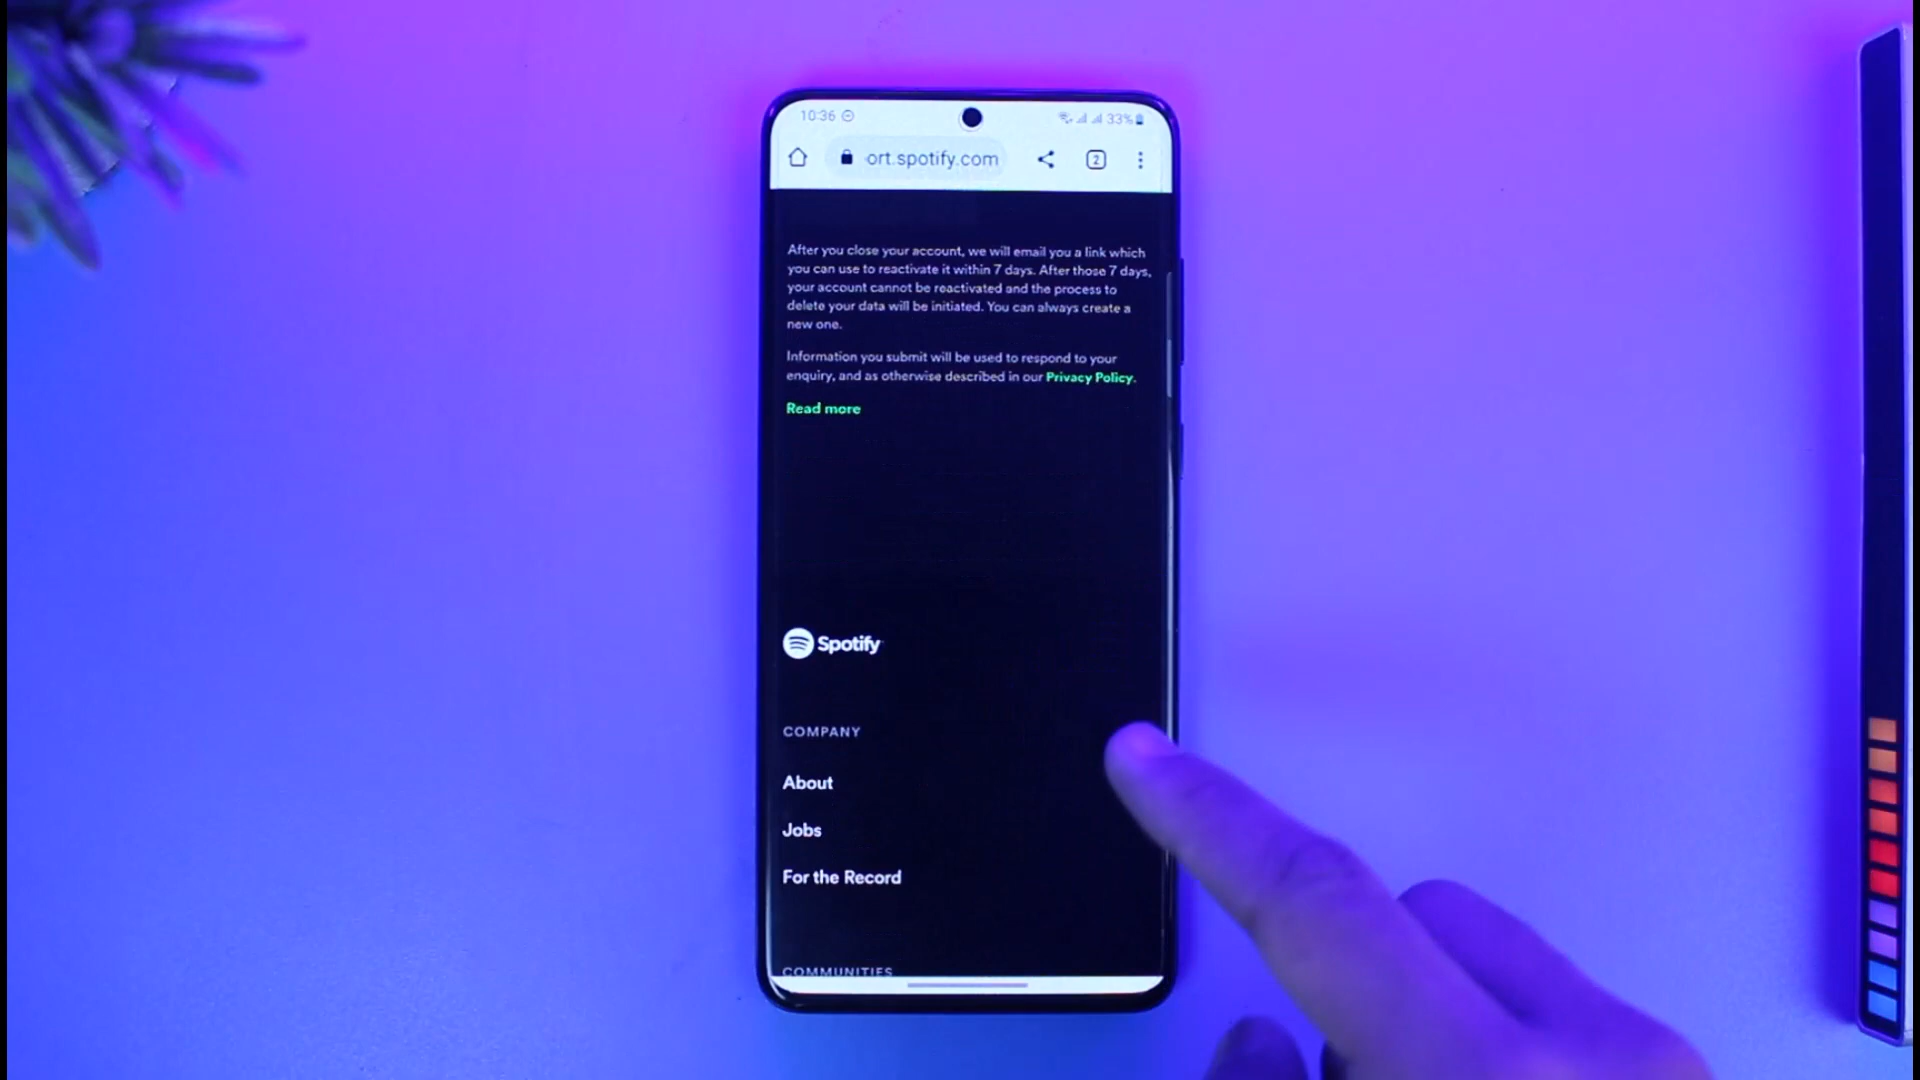 10:36 33%
ort.spotify.com 2
After you close your account, we will email you a link which
you can use to reactivate it within 7 days. After those 7 days,
your account cannot be reactivated and the process to
delete your data will be initiated. You can always create a
new one.
Information you submit will be used to respond to your
enquiry, and as otherwise described in our Privacy Policy.
Read more
Spotify
COMPANY
About
Jobs
For the Record
COMMUNITIES